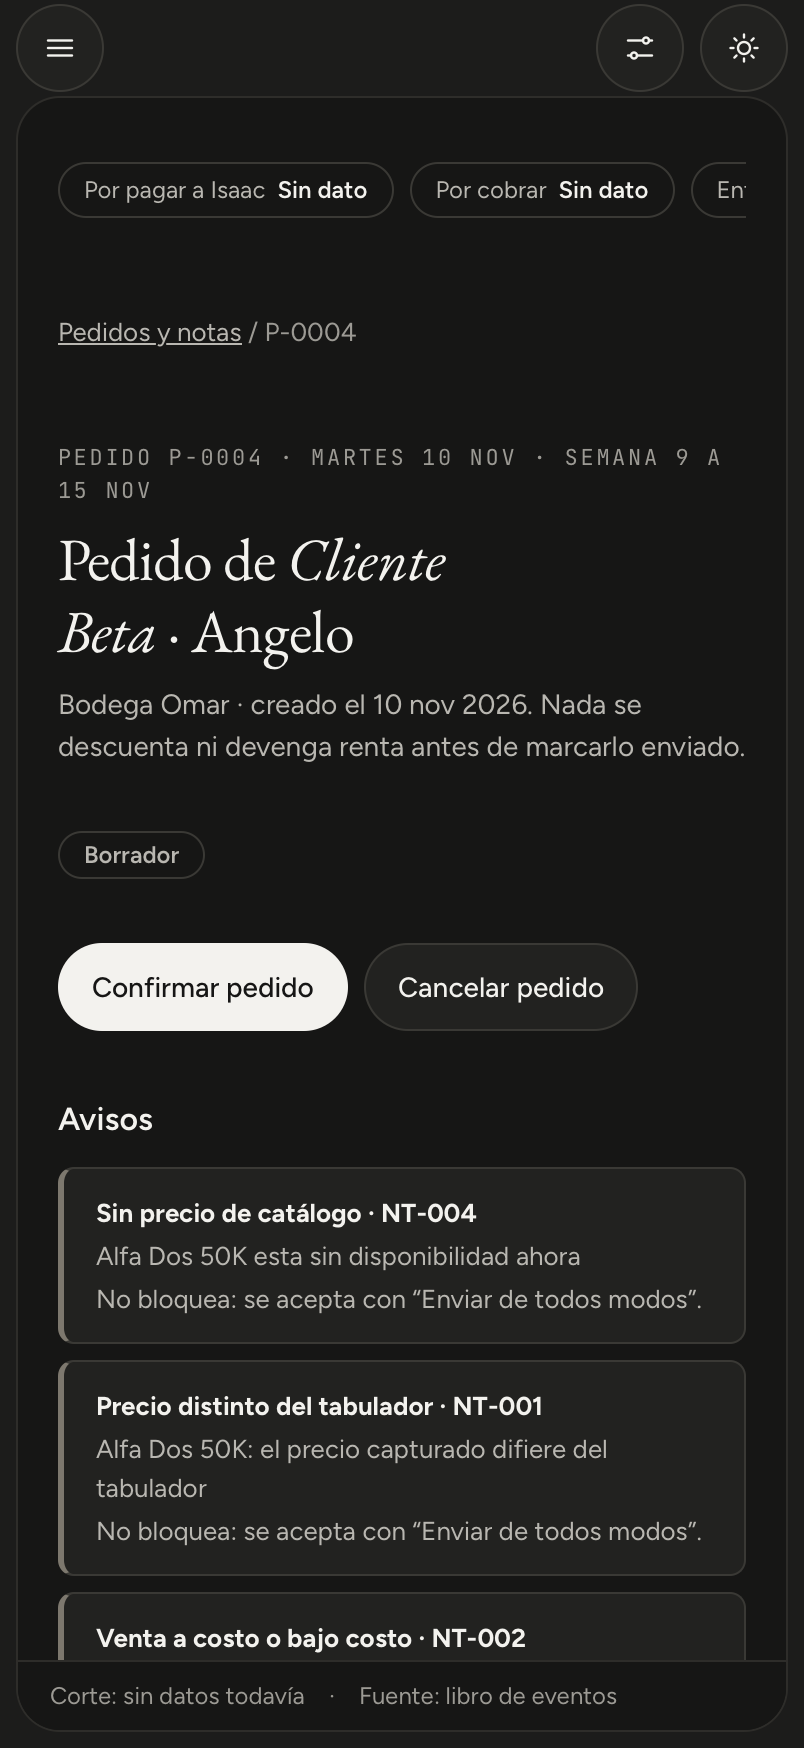 Por pagar a Isaac Sin dato Por cobrar Sin dato
Pedidos y notas / P-0004
PEDIDO P-0004 · MARTES 10 NOV · SEMANA 9 A
15 NOV
Pedido de Cliente
Beta · Angelo
Bodega Omar · creado el 10 nov 2026. Nada se
descuenta ni devenga renta antes de marcarlo enviado.
Borrador
Confirmar pedido Cancelar pedido
Avisos
Sin precio de catálogo · NT-004
Alfa Dos 50K esta sin disponibilidad ahora
No bloquea: se acepta con “Enviar de todos modos”.
Precio distinto del tabulador · NT-001
Alfa Dos 50K: el precio capturado difiere del
tabulador
No bloquea: se acepta con “Enviar de todos modos”.
Venta a costo o bajo costo · NT-002
Corte: sin datos todavía · Fuente: libro de eventos